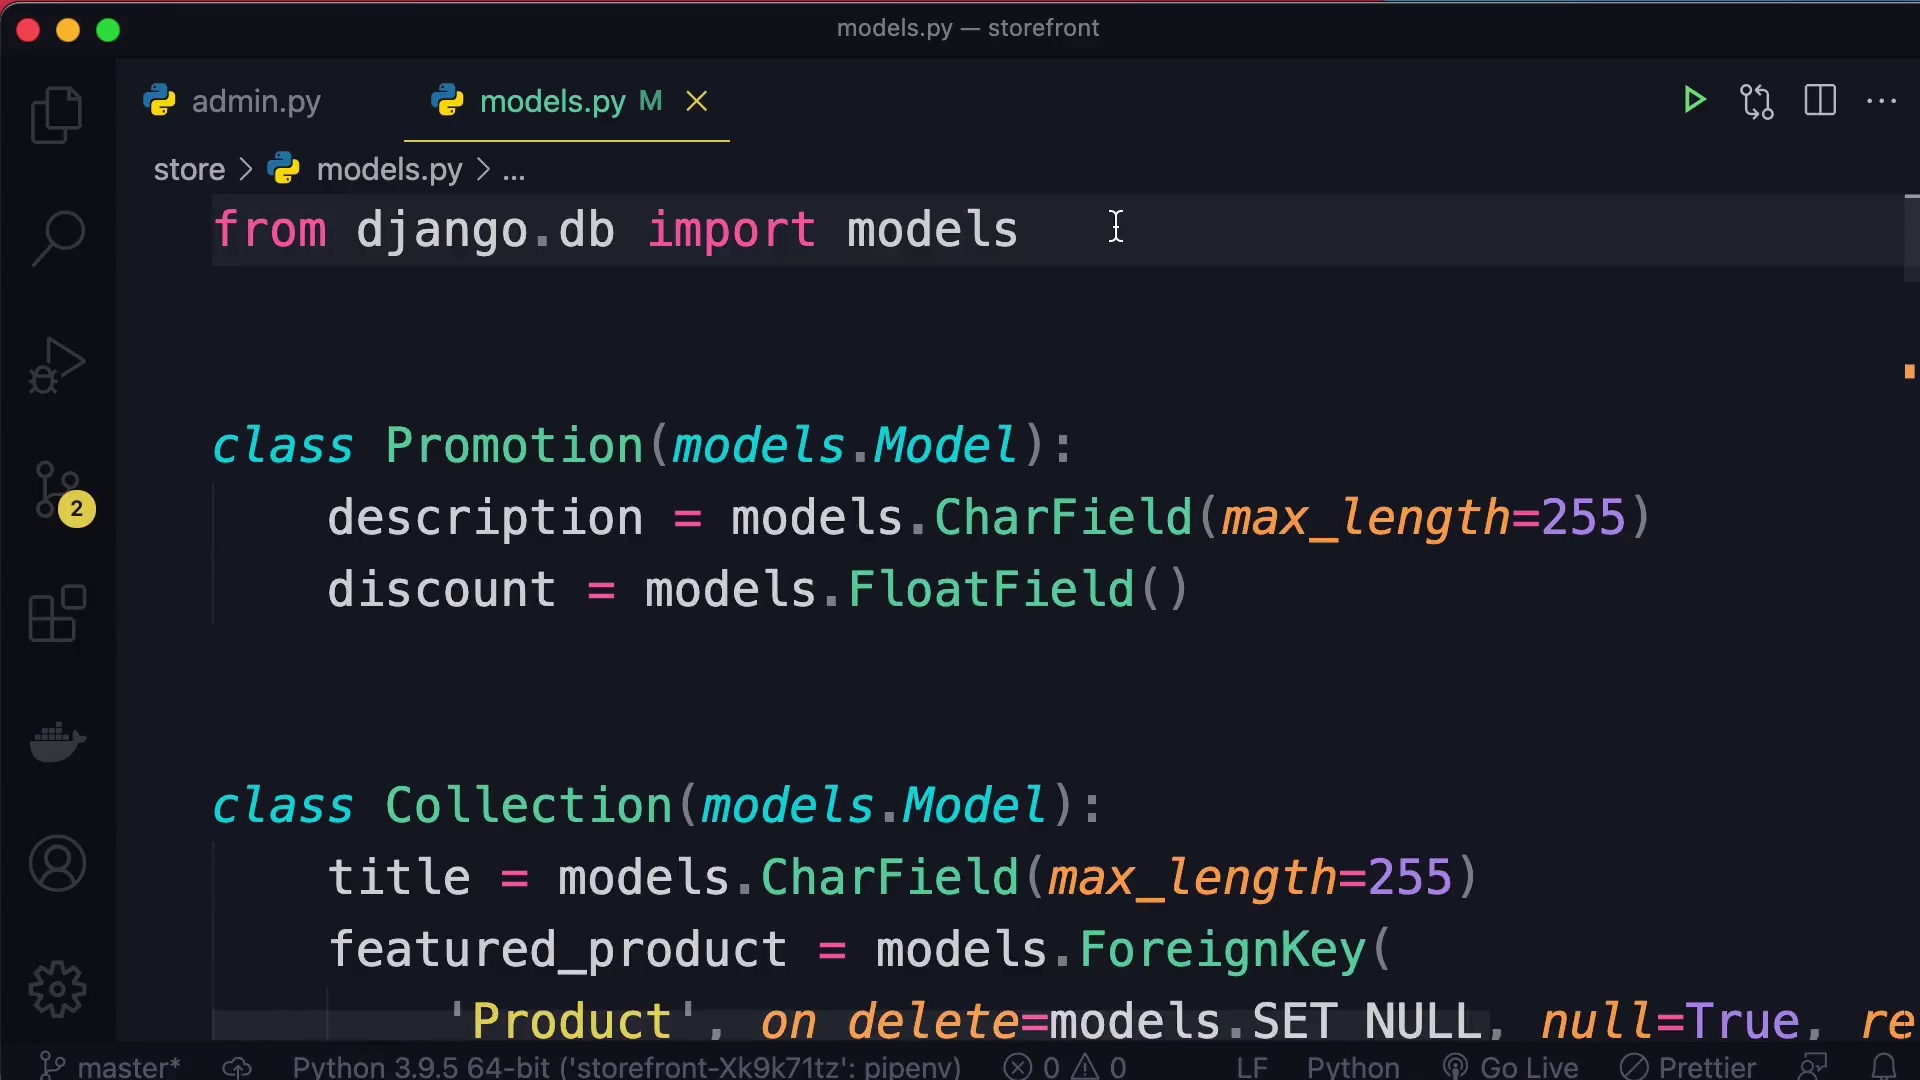 models.py — storefront
admin.py
models.py M
store > models.py > ...
from django.db import models
class Promotion(models.Model):
description = models.CharField(max_length=255)
discount = models.FloatField()
class Collection(models.Model):
title = models.CharField(max_length=255)
featured_product = models.ForeignKey(
'Product', on_delete=models.SET_NULL, null=True, re
2
master* Python 3.9.5 64-bit ('storefront-Xk9k71tz': pipenv) 0 0 LF Python Go Live Prettier